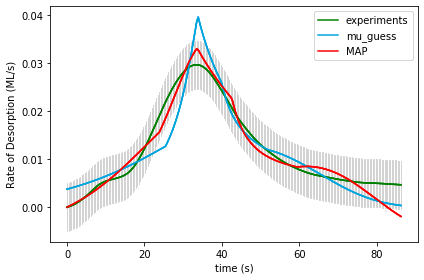 0.04
0.03
0.02
0.01
0.00
Rate of Desorption (ML/s)
experiments
mu_guess
MAP
0
20
40
60
80
time (s)